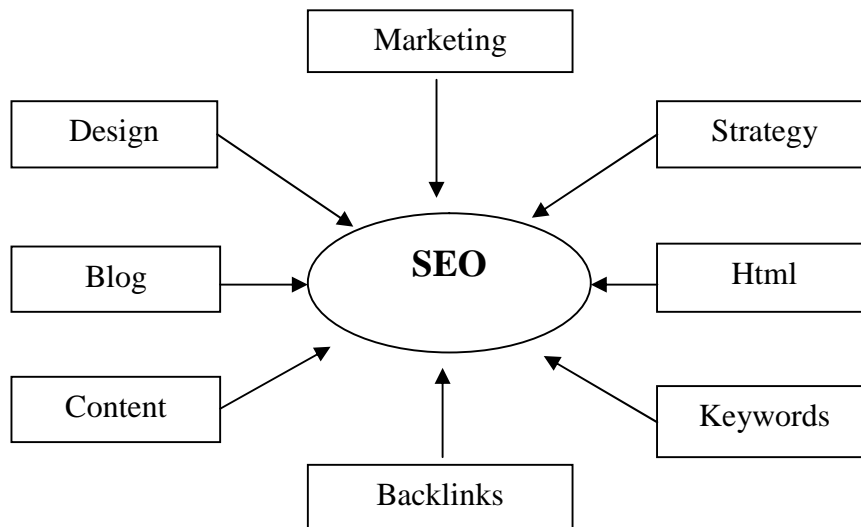 Marketing
Design
Strategy
SEO
Blog
Html
Content
Keywords
Backlinks